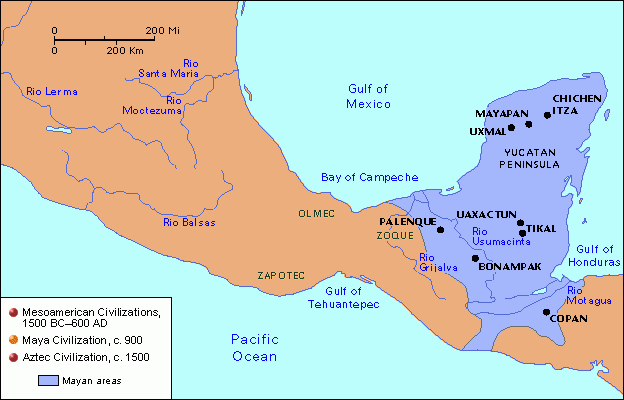 0 200 Mi
0 200 Km
Rio
Santa Maria
Rio Lerma
Rio
Moctezuma
Gulf of
Mexico
CHICHEN
ITZA
MAYAPAN
UXMAL
YUCATAN
PENINSULA
Bay of Campeche
OLMEC
UAXACTUN
PALENQUE
TIKAL
Rio Balsas
ZOQUE
Rio
Usumacinta
Gulf of
Honduras
Rio
Grijalva
BONAMPAK
ZAPOTEC
Gulf of
Tehuantepec
Rio
Motagua
COPAN
Pacific
Ocean
Mesoamerican Civilizations,
1500 BC–600 AD
Maya Civilization, c. 900
Aztec Civilization, c. 1500
Mayan areas